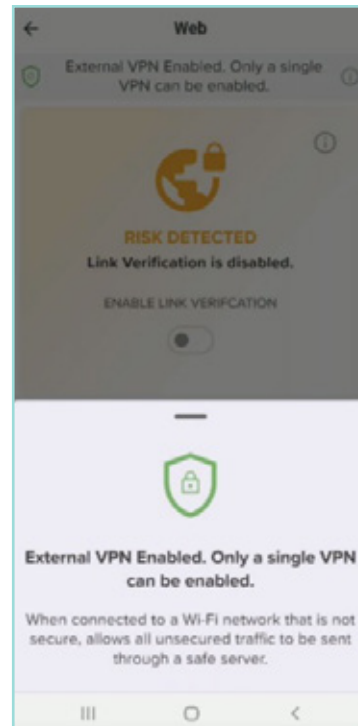 Web
External VPN Enabled. Only a single
VPN can be enabled.
RISK DETECTED
Link Verification is disabled.
ENABLE LINK VERIFCATION
External VPN Enabled. Only a single VPN
can be enabled.
When connected to a Wi-Fi network that is not
secure, allows all unsecured traffic to be sent
through a safe server.